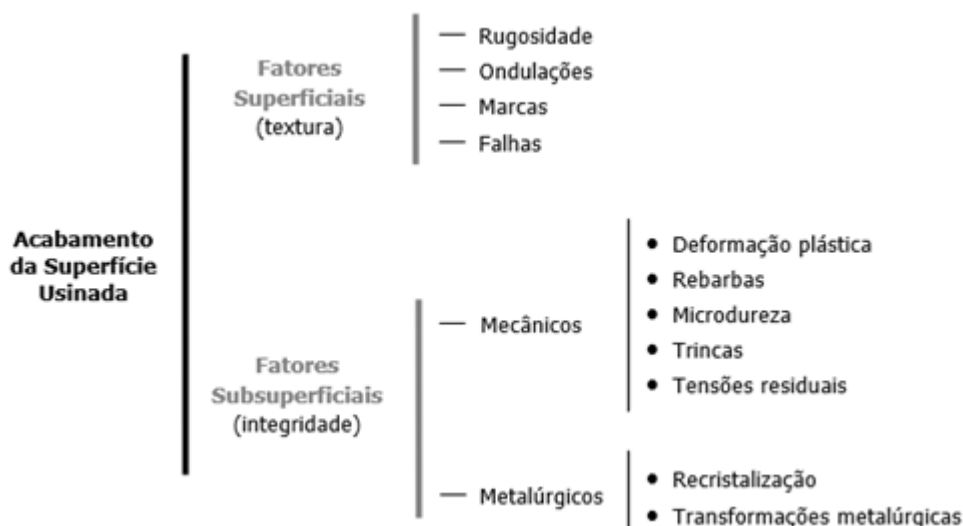 Acabamento
da Superfície
Usinada
Fatores
Superficiais
(textura)
— Rugosidade
— Ondulações
— Marcas
— Falhas
Fatores
Subsuperficiais
(integridade)
— Mecânicos
• Deformação plástica
• Rebarbas
• Microdureza
• Trincas
• Tensões residuais
— Metalúrgicos
• Recristalização
• Transformações metalúrgicas